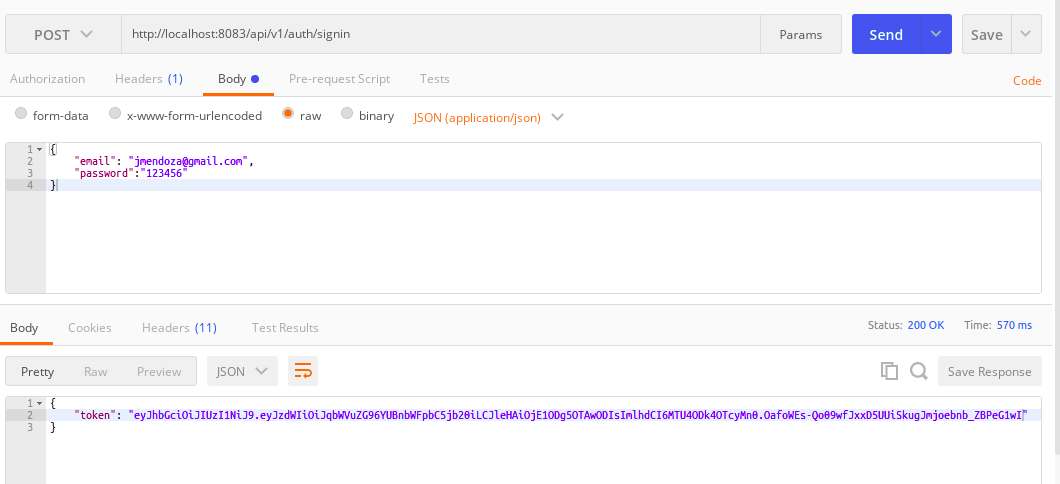 POST http://localhost:8083/api/v1/auth/signin Params Send Save
Authorization Headers (1) Body Pre-request Script Tests Code
form-data x-www-form-urlencoded raw binary JSON (application/json)
1 {
2 "email": "jmendoza@gmail.com",
3 "password":"123456"
4 }
Body Cookies Headers (11) Test Results Status: 200 OK Time: 570 ms
Pretty Raw Preview JSON Save Response
1 {
2 "token": "eyJhbGciOiJIUzI1NiJ9.eyJzdWIiOiJqbWVuZG96YUBnbWFpbC5jb20iLCJleHAiOjE1ODg5OTAwODIsImlhdCI6MTU4ODk4OTcyMn0.OafoWEs-Qo09wfJxxD5UUiSkugJmjoebnb_ZBPeG1wI"
3 }